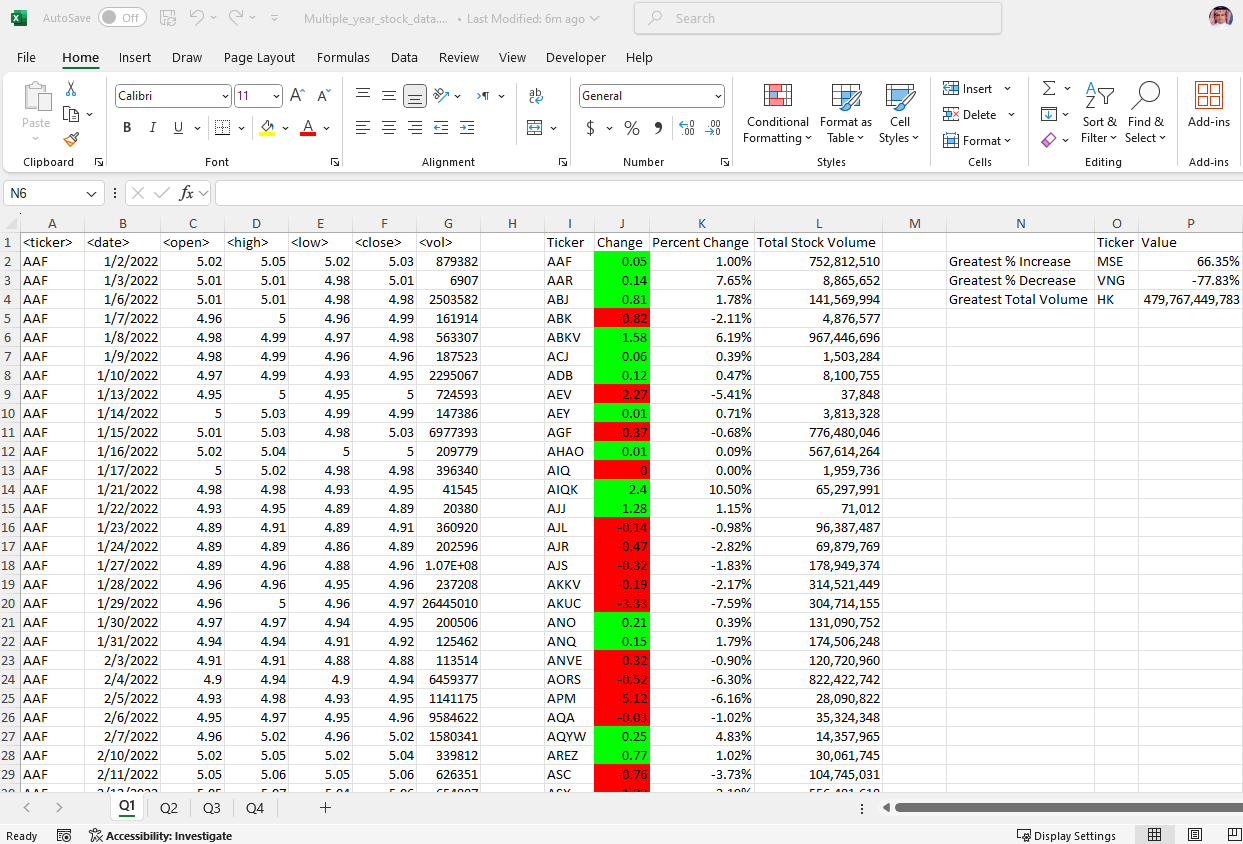 AutoSave Off Multiple_year_stock_data.... • Last Modified: 6m ago Search
File Home Insert Draw Page Layout Formulas Data Review View Developer Help
Paste Calibri 11 A A ab General Conditional Formatting Format as Table Cell Styles Insert Delete Format Sort & Filter Find & Select Add-ins
B I U A $ % 9
Clipboard Font Alignment Number Styles Cells Editing Add-ins
N6 fx
A B C D E F G H I J K L M N O P
1 <ticker> <date> <open> <high> <low> <close> <vol> Ticker Change Percent Change Total Stock Volume Ticker Value
2 AAF 1/2/2022 5.02 5.05 5.02 5.03 879382 AAF 0.05 1.00% 752,812,510 Greatest % Increase MSE 66.35%
3 AAF 1/3/2022 5.01 5.01 4.98 5.01 6907 AAR 0.14 7.65% 8,865,652 Greatest % Decrease VNG -77.83%
4 AAF 1/6/2022 5.01 5.01 4.98 4.98 2503582 ABJ 0.81 1.78% 141,569,994 Greatest Total Volume HK 479,767,449,783
5 AAF 1/7/2022 4.96 5 4.96 4.99 161914 ABK -0.82 -2.11% 4,876,577
6 AAF 1/8/2022 4.98 4.99 4.97 4.98 563307 ABKV 1.58 6.19% 967,446,696
7 AAF 1/9/2022 4.98 4.99 4.96 4.96 187523 ACJ 0.06 0.39% 1,503,284
8 AAF 1/10/2022 4.97 4.99 4.93 4.95 2295067 ADB 0.12 0.47% 8,100,755
9 AAF 1/13/2022 4.95 5 4.95 5 724593 AEV -2.27 -5.41% 37,848
10 AAF 1/14/2022 5 5.03 4.99 4.99 147386 AEY 0.01 0.71% 3,813,328
11 AAF 1/15/2022 5.01 5.03 4.98 5.03 6977393 AGF -0.37 -0.68% 776,480,046
12 AAF 1/16/2022 5.02 5.04 5 5 209779 AHAO 0.01 0.09% 567,614,264
13 AAF 1/17/2022 5 5.02 4.98 4.98 396340 AIQ 0 0.00% 1,959,736
14 AAF 1/21/2022 4.98 4.98 4.93 4.95 41545 AIQK 2.4 10.50% 65,297,991
15 AAF 1/22/2022 4.93 4.95 4.89 4.89 20380 AJJ 1.28 1.15% 71,012
16 AAF 1/23/2022 4.89 4.91 4.89 4.91 360920 AJL -0.14 -0.98% 96,387,487
17 AAF 1/24/2022 4.89 4.89 4.86 4.89 202596 AJR -0.47 -2.82% 69,879,769
18 AAF 1/27/2022 4.89 4.96 4.88 4.96 1.07E+08 AJS -0.32 -1.83% 178,949,374
19 AAF 1/28/2022 4.96 4.96 4.95 4.96 237208 AKKV -0.19 -2.17% 314,521,449
20 AAF 1/29/2022 4.96 5 4.96 4.97 26445010 AKUC -3.33 -7.59% 304,714,155
21 AAF 1/30/2022 4.97 4.97 4.94 4.95 200506 ANO 0.21 0.39% 131,090,752
22 AAF 1/31/2022 4.94 4.94 4.91 4.92 125462 ANQ 0.15 1.79% 174,506,248
23 AAF 2/3/2022 4.91 4.91 4.88 4.88 113514 ANVE -0.32 -0.90% 120,720,960
24 AAF 2/4/2022 4.9 4.94 4.9 4.94 6459377 AORS -0.52 -6.30% 822,422,742
25 AAF 2/5/2022 4.93 4.98 4.93 4.95 1141175 APM -5.12 -6.16% 28,090,822
26 AAF 2/6/2022 4.95 4.97 4.95 4.96 9584622 AQA -0.03 -1.02% 35,324,348
27 AAF 2/7/2022 4.96 5.02 4.96 5.02 1580341 AQYW 0.25 4.83% 14,357,965
28 AAF 2/10/2022 5.02 5.05 5.02 5.04 339812 AREZ 0.77 1.02% 30,061,745
29 AAF 2/11/2022 5.05 5.06 5.05 5.06 626351 ASC -0.76 -3.73% 104,745,031
Q1 Q2 Q3 Q4 +
Ready Accessibility: Investigate Display Settings